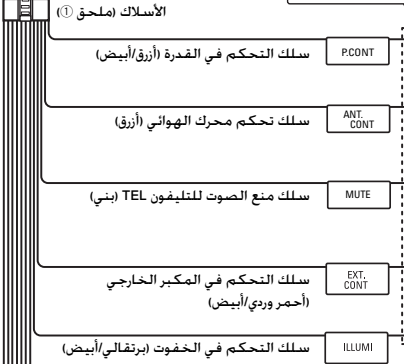 الأسلاك (ملحق ①)
سلك التحكم في القدرة (أزرق/أبيض)
P.CONT
سلك تحكم محرك الهوائي (أزرق)
ANT.
CONT
سلك منع الصوت للتليفون TEL (بني)
MUTE
سلك التحكم في المكبر الخارجي
(أحمر وردي/أبيض)
EXT.
CONT
سلك التحكم في الخفوت (برتقالي/أبيض)
ILLUMI